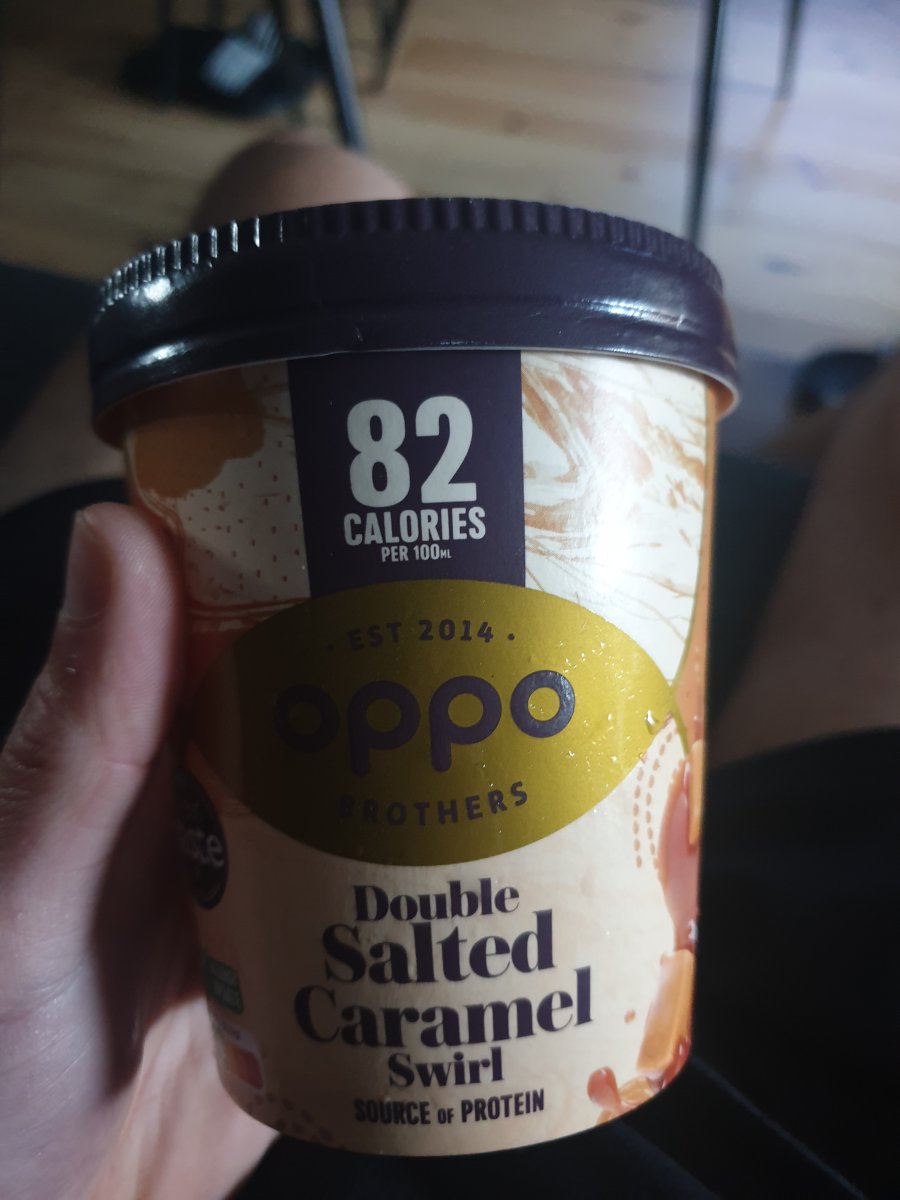 82
CALORIES
PER 100ML
· EST 2014 ·
oppo
BROTHERS
Double
Salted
Caramel
Swirl
SOURCE OF PROTEIN